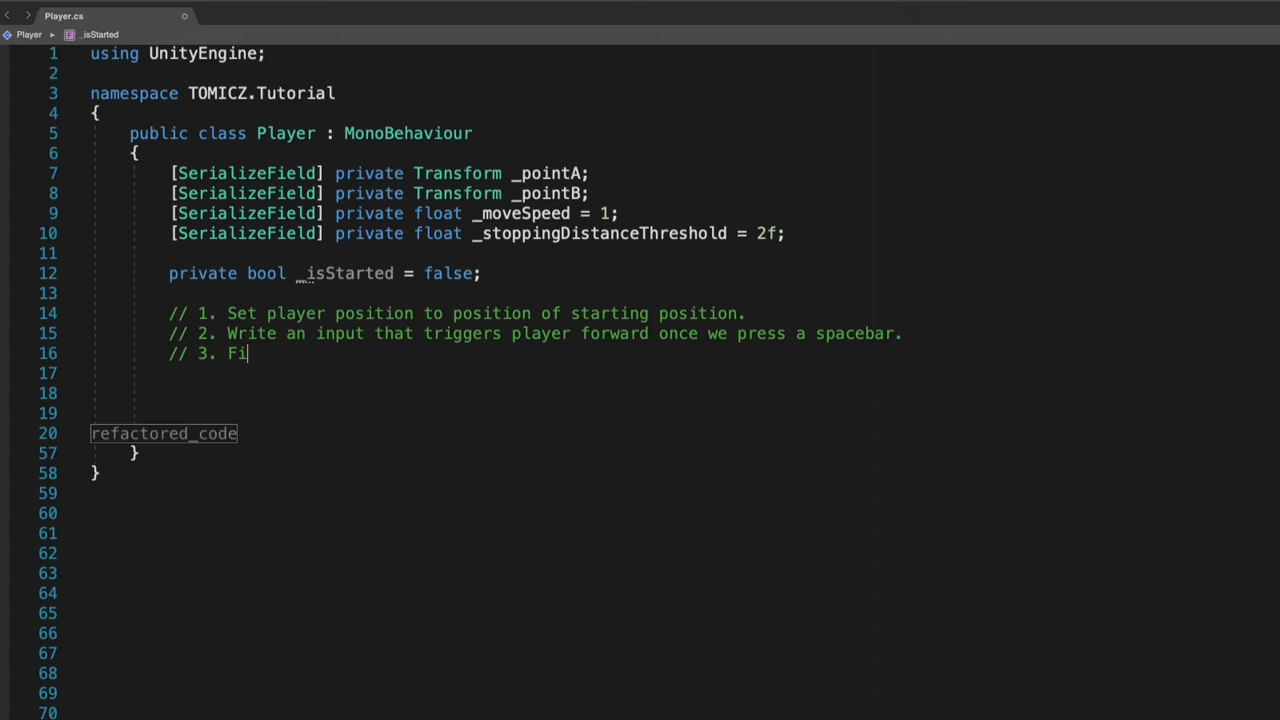 Player.cs
Player ▸ _isStarted
1 using UnityEngine;
2
3 namespace TOMICZ.Tutorial
4 {
5 public class Player : MonoBehaviour
6 {
7 [SerializeField] private Transform _pointA;
8 [SerializeField] private Transform _pointB;
9 [SerializeField] private float _moveSpeed = 1;
10 [SerializeField] private float _stoppingDistanceThreshold = 2f;
11
12 private bool _isStarted = false;
13
14 // 1. Set player position to position of starting position.
15 // 2. Write an input that triggers player forward once we press a spacebar.
16 // 3. Fi
17
18
19
20 refactored_code
57 }
58 }
59
60
61
62
63
64
65
66
67
68
69
70